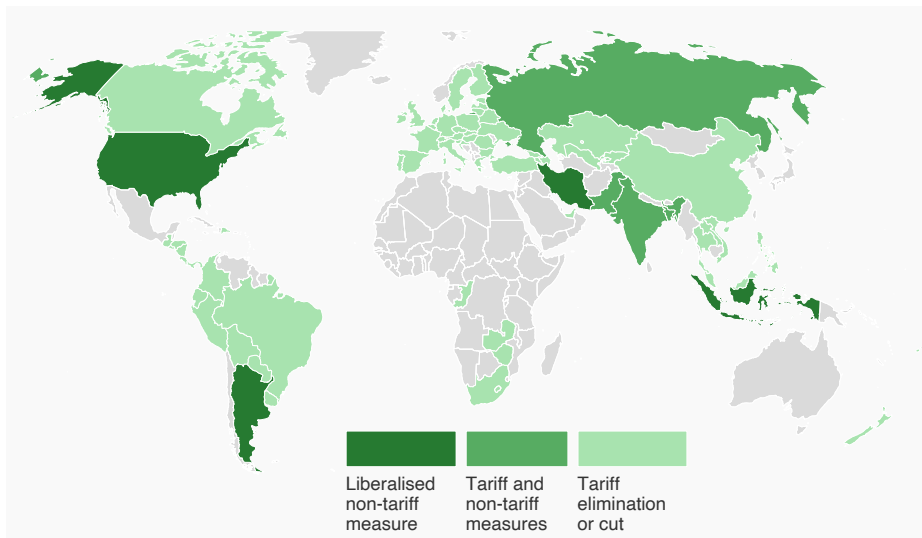 Liberalised
non-tariff
measure
Tariff and
non-tariff
measures
Tariff
elimination
or cut